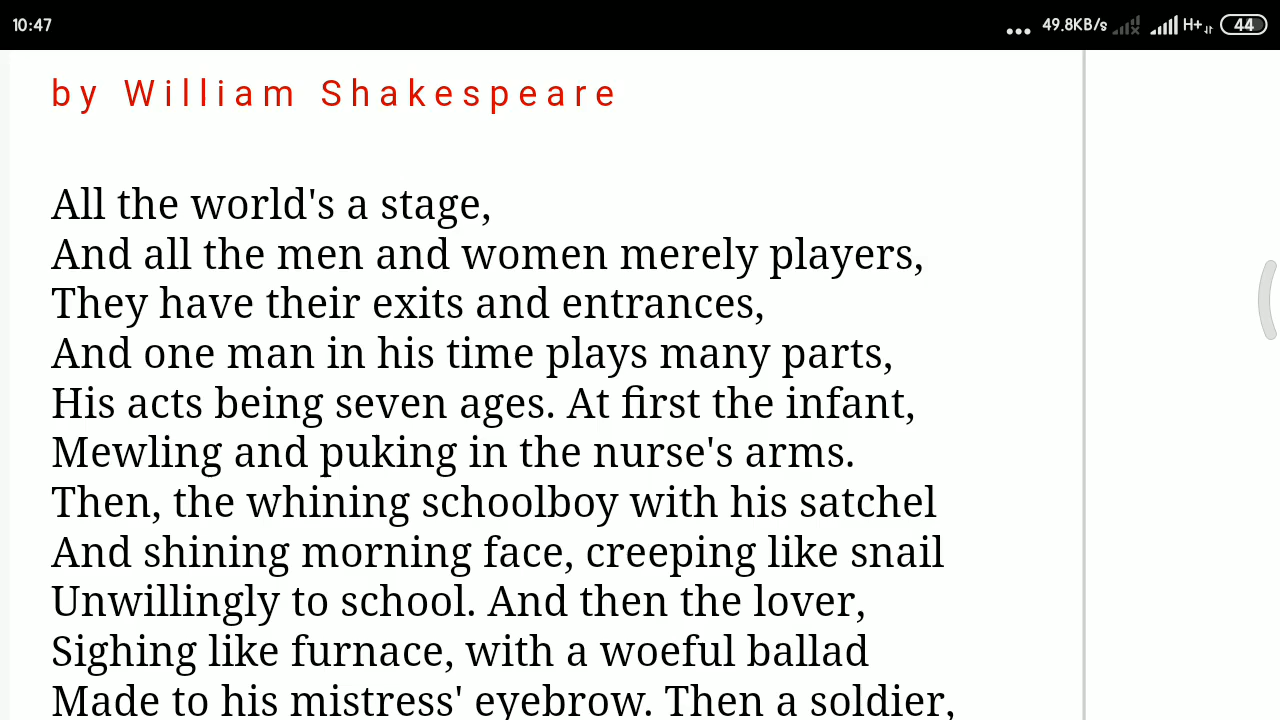 10:47 ... 49.8KB/s H+ 44
by William Shakespeare
All the world's a stage,
And all the men and women merely players,
They have their exits and entrances,
And one man in his time plays many parts,
His acts being seven ages. At first the infant,
Mewling and puking in the nurse's arms.
Then, the whining schoolboy with his satchel
And shining morning face, creeping like snail
Unwillingly to school. And then the lover,
Sighing like furnace, with a woeful ballad
Made to his mistress' eyebrow. Then a soldier,